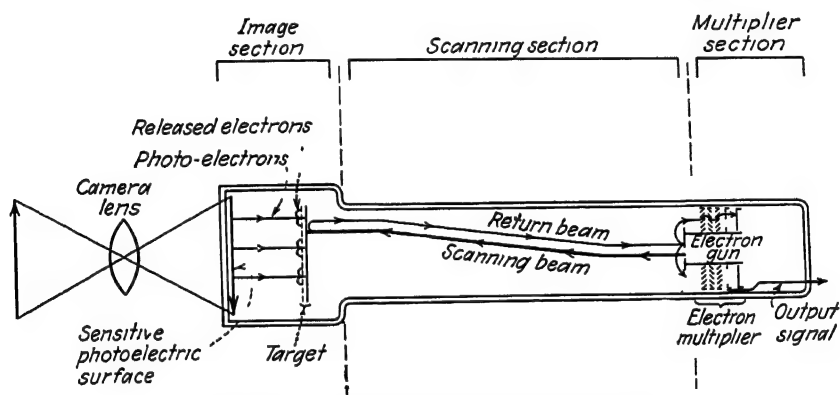 Image
section
Scanning section
Multiplier
section
Released electrons
Photo-electrons
Camera
lens
Return beam
Scanning beam
Electron
gun
Sensitive
photoelectric
surface
Target
Electron
multiplier
Output
signal